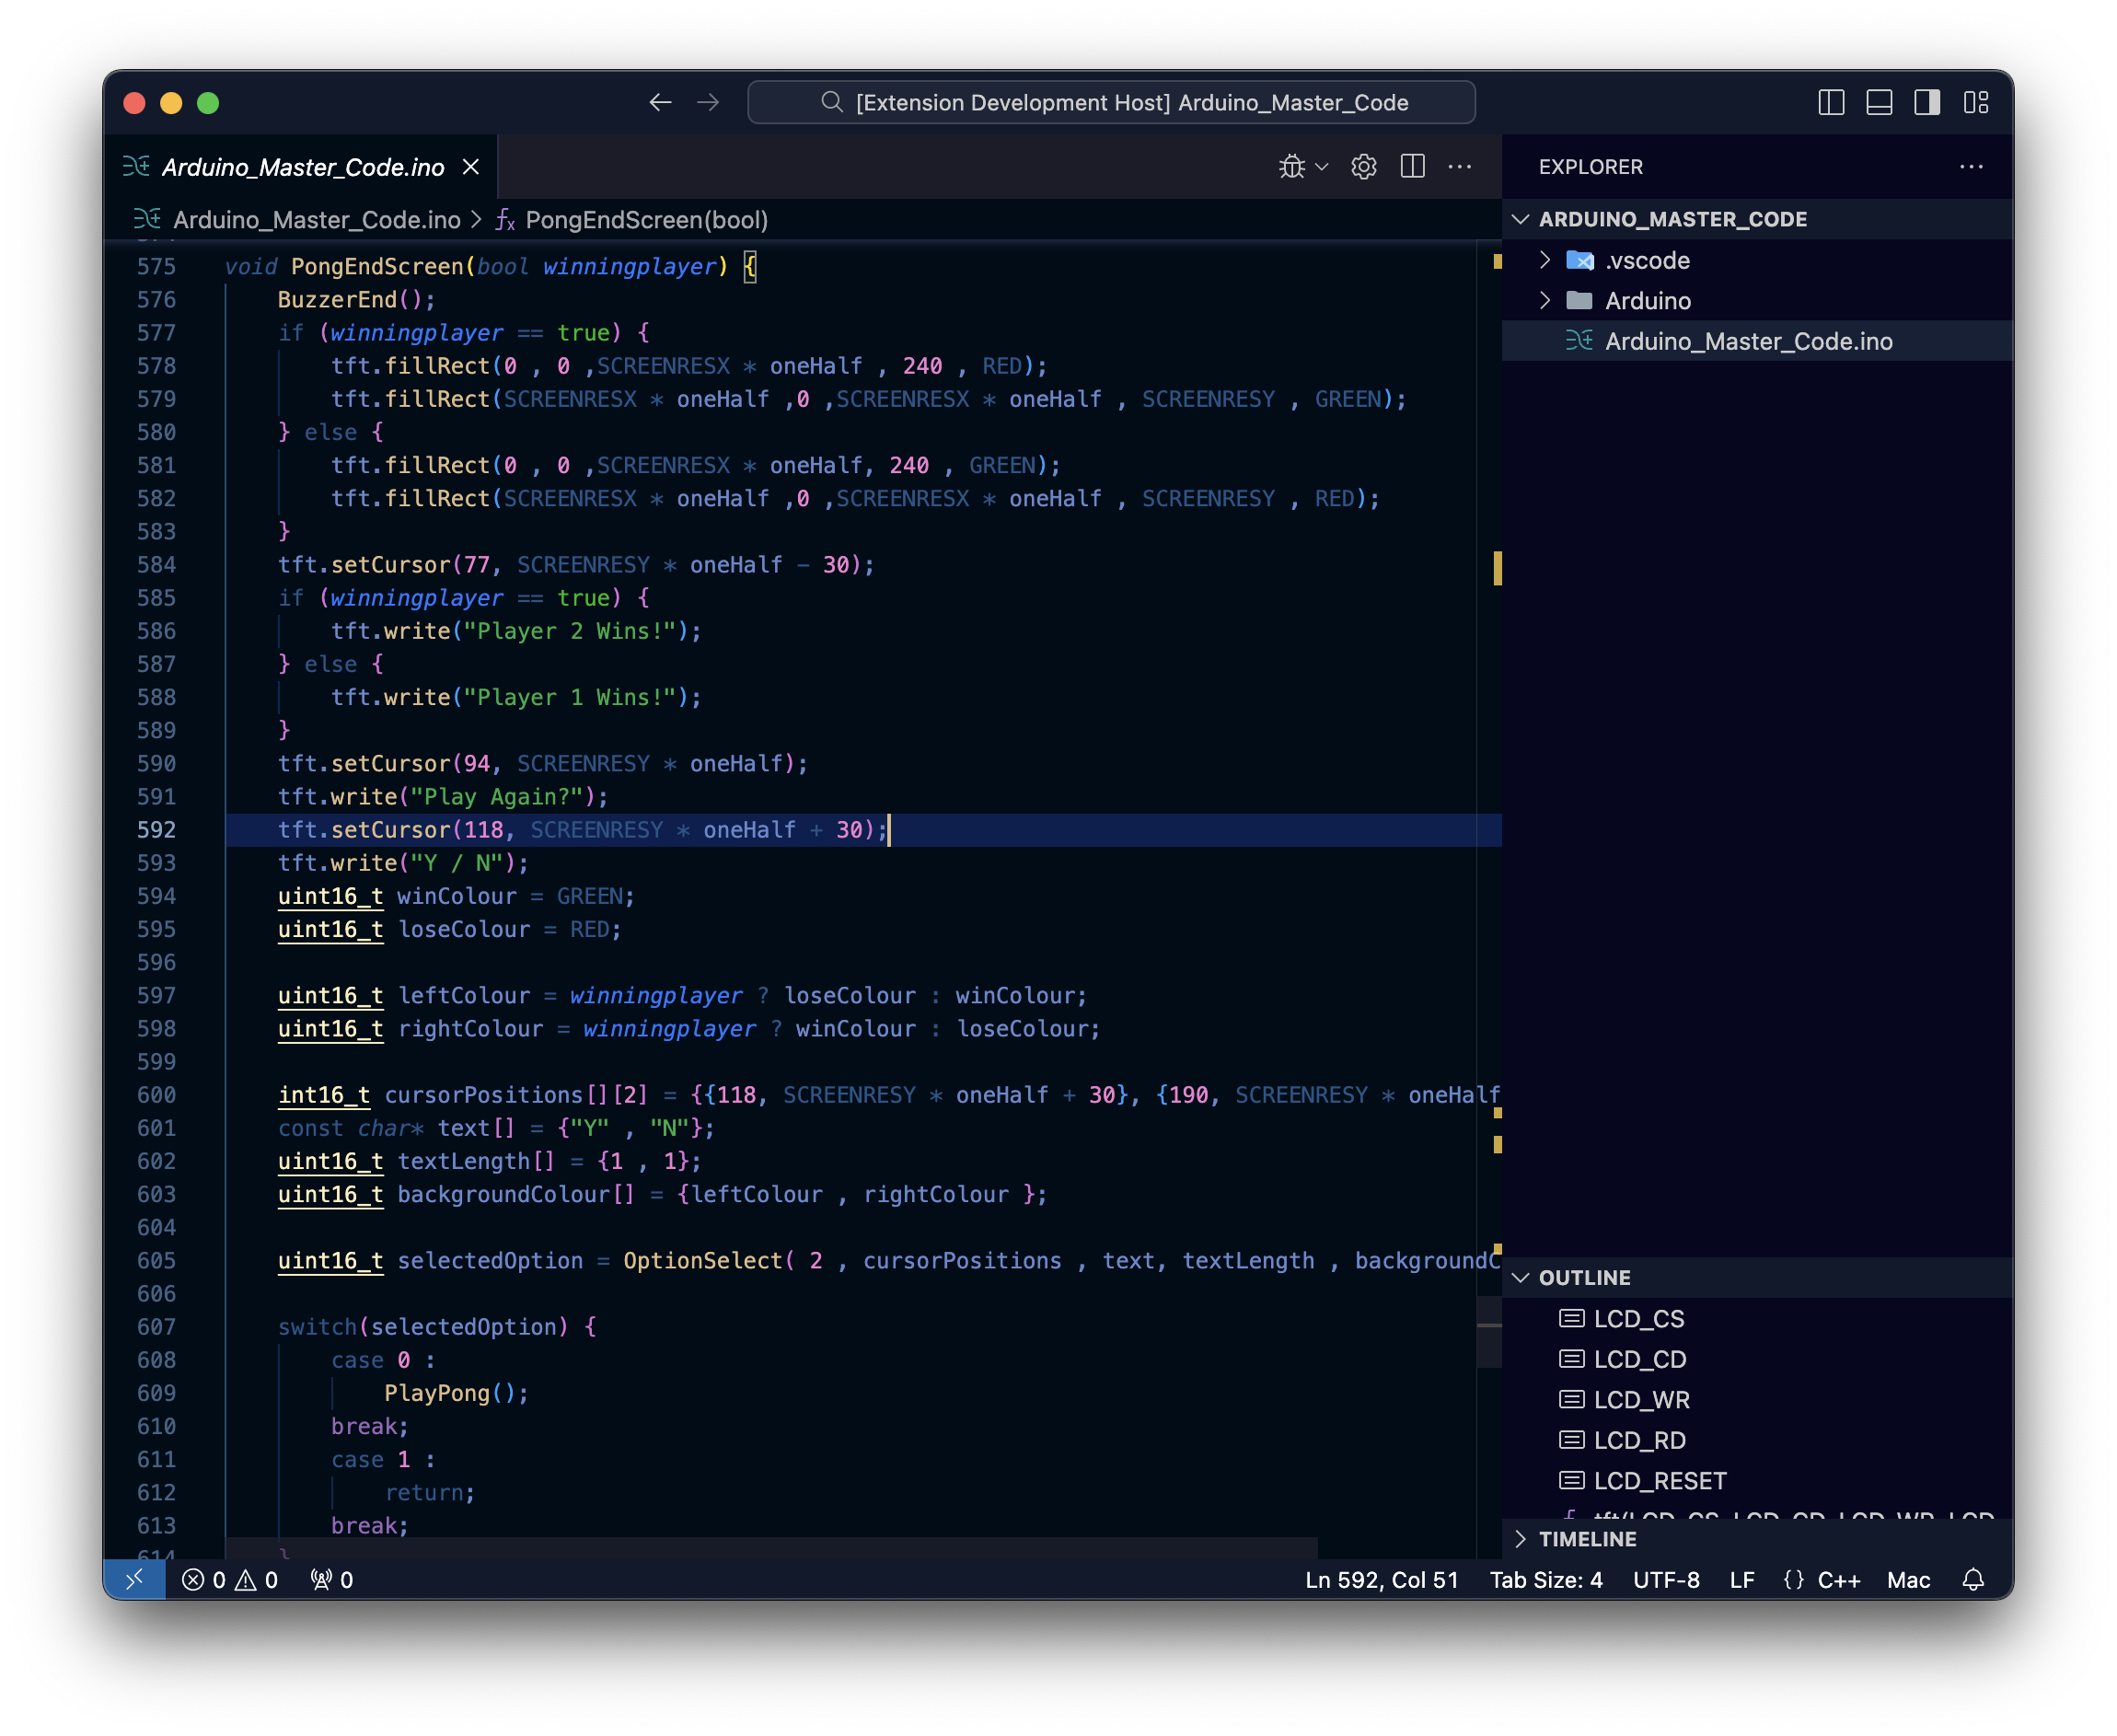 [Extension Development Host] Arduino_Master_Code
Arduino_Master_Code.ino
Arduino_Master_Code.ino > PongEndScreen(bool)
575 void PongEndScreen(bool winningplayer) {
576 BuzzerEnd();
577 if (winningplayer == true) {
578 tft.fillRect(0 , 0 ,SCREENRESX * oneHalf , 240 , RED);
579 tft.fillRect(SCREENRESX * oneHalf ,0 ,SCREENRESX * oneHalf , SCREENRESY , GREEN);
580 } else {
581 tft.fillRect(0 , 0 ,SCREENRESX * oneHalf, 240 , GREEN);
582 tft.fillRect(SCREENRESX * oneHalf ,0 ,SCREENRESX * oneHalf , SCREENRESY , RED);
583 }
584 tft.setCursor(77, SCREENRESY * oneHalf - 30);
585 if (winningplayer == true) {
586 tft.write("Player 2 Wins!");
587 } else {
588 tft.write("Player 1 Wins!");
589 }
590 tft.setCursor(94, SCREENRESY * oneHalf);
591 tft.write("Play Again?");
592 tft.setCursor(118, SCREENRESY * oneHalf + 30);
593 tft.write("Y / N");
594 uint16_t winColour = GREEN;
595 uint16_t loseColour = RED;
596
597 uint16_t leftColour = winningplayer ? loseColour : winColour;
598 uint16_t rightColour = winningplayer ? winColour : loseColour;
599
600 int16_t cursorPositions[][2] = {{118, SCREENRESY * oneHalf + 30}, {190, SCREENRESY * oneHalf
601 const char* text[] = {"Y" , "N"};
602 uint16_t textLength[] = {1 , 1};
603 uint16_t backgroundColour[] = {leftColour , rightColour };
604
605 uint16_t selectedOption = OptionSelect( 2 , cursorPositions , text, textLength , backgroundC
606
607 switch(selectedOption) {
608 case 0 :
609 PlayPong();
610 break;
611 case 1 :
612 return;
613 break;
614 }
EXPLORER
ARDUINO_MASTER_CODE
.vscode
Arduino
Arduino_Master_Code.ino
OUTLINE
LCD_CS
LCD_CD
LCD_WR
LCD_RD
LCD_RESET
tft(LCD_CS, LCD_CD, LCD_WR, LCD
TIMELINE
0 0 0
Ln 592, Col 51 Tab Size: 4 UTF-8 LF {} C++ Mac